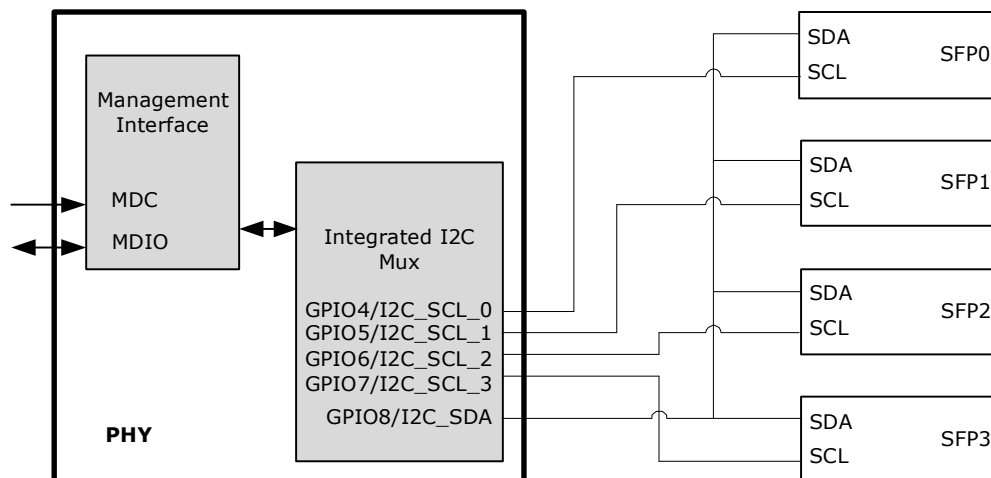 Management
Interface
MDC
MDIO
Integrated I2C
Mux
GPIO4/I2C_SCL_0
GPIO5/I2C_SCL_1
GPIO6/I2C_SCL_2
GPIO7/I2C_SCL_3
GPIO8/I2C_SDA
PHY
SDA
SFP0
SCL
SDA
SFP1
SCL
SDA
SFP2
SCL
SDA
SFP3
SCL